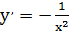 y' = −1/x²